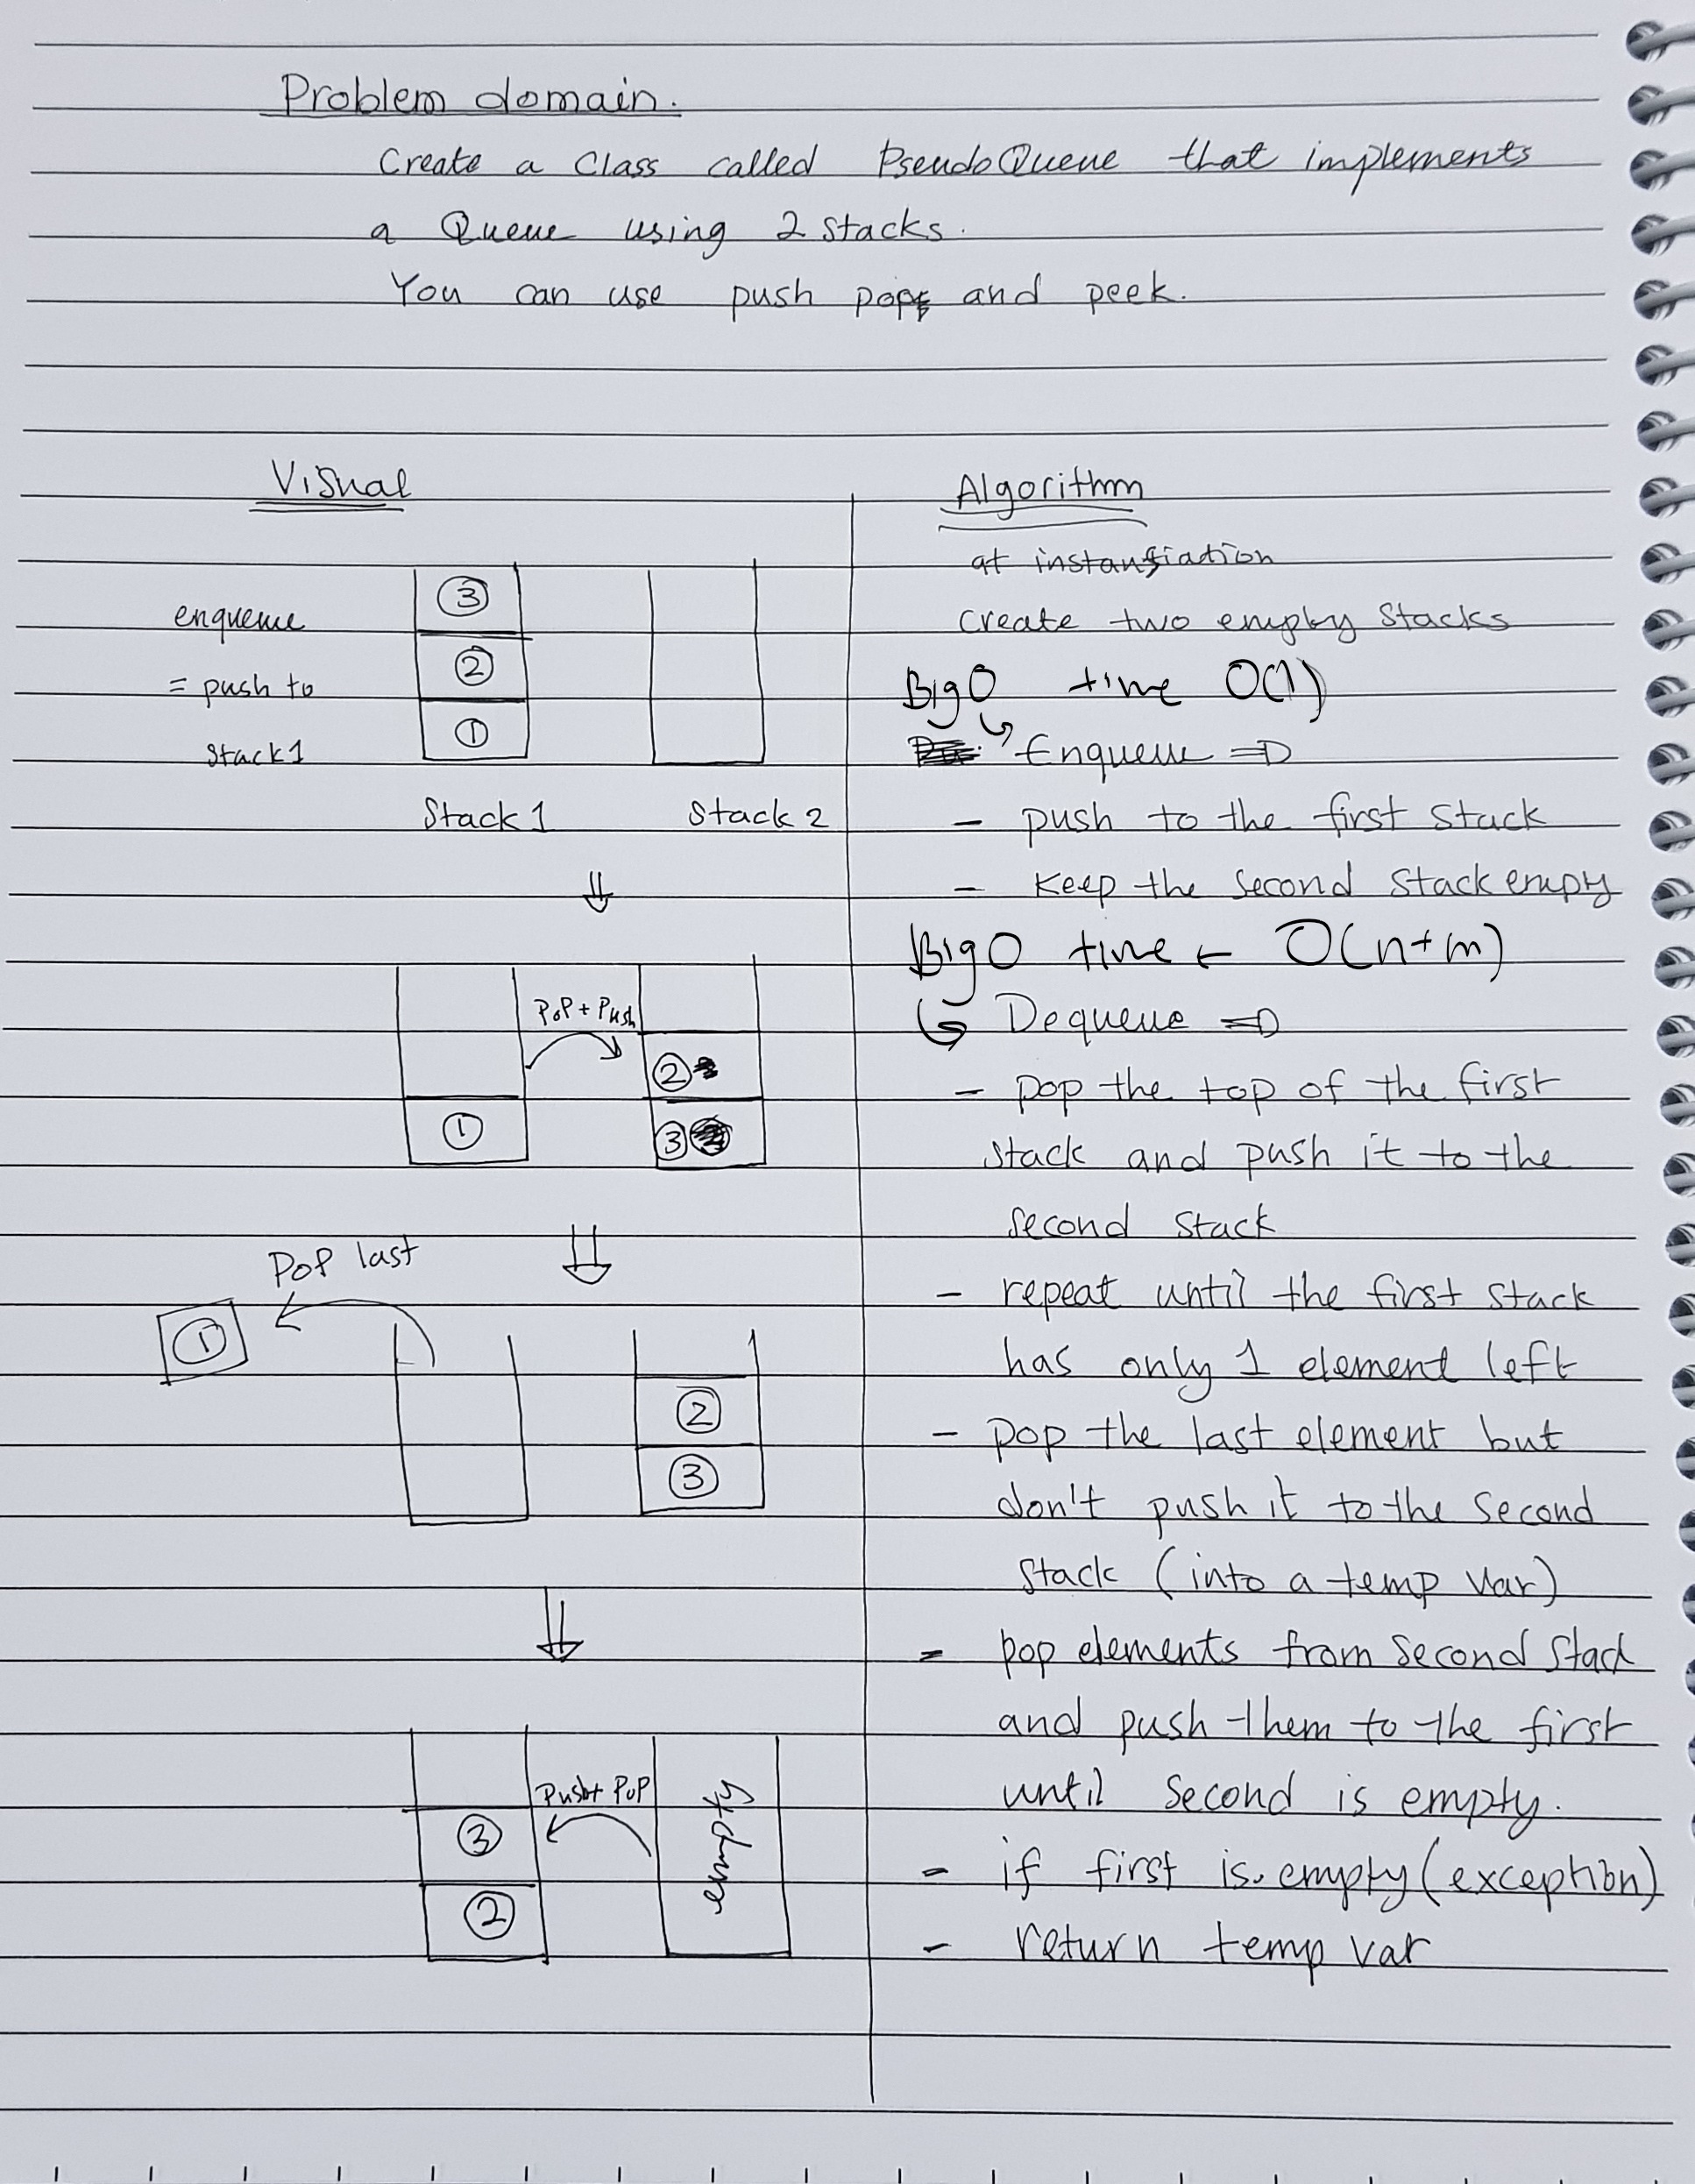 Problem domain.
Create a Class called PseudoQueue that implements
a Queue using 2 stacks.
You can use push pop, and peek.
Visual
enqueue
= push to
stack1
3
2
1
Stack 1 Stack 2
⇓
Pop + Push
2
1 3
⇓
Pop last
1
2
3
⇓
Push + Pop
3
2
empty
Algorithm
at instantiation
create two empty stacks
Big O time O(1)
Enqueue ⇒
- push to the first stack
- Keep the second stack empty
Big O time ← O(n+m)
Dequeue ⇒
- pop the top of the first
stack and push it to the
second stack
- repeat until the first stack
has only 1 element left
- pop the last element but
don't push it to the second
stack (into a temp var)
- pop elements from second stack
and push them to the first
until second is empty.
- if first is empty (exception)
- return temp var